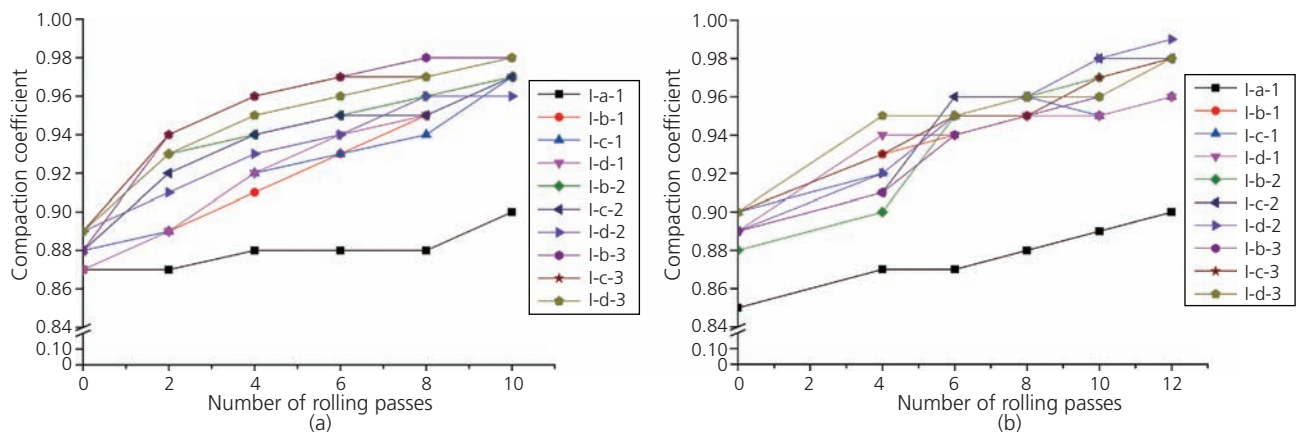 1.00
0.98
0.96
0.94
0.92
0.90
0.88
0.86
0.84
0.10
0
Compaction coefficient
0 2 4 6 8 10
Number of rolling passes
(a)
I-a-1
I-b-1
I-c-1
I-d-1
I-b-2
I-c-2
I-d-2
I-b-3
I-c-3
I-d-3
1.00
0.98
0.96
0.94
0.92
0.90
0.88
0.86
0.84
0.10
0
Compaction coefficient
0 2 4 6 8 10 12
Number of rolling passes
(b)
I-a-1
I-b-1
I-c-1
I-d-1
I-b-2
I-c-2
I-d-2
I-b-3
I-c-3
I-d-3